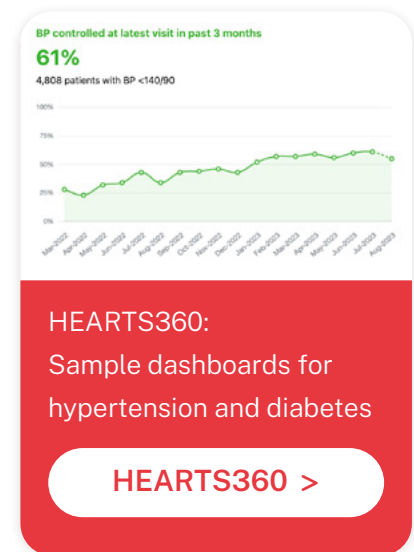 BP controlled at latest visit in past 3 months
61%
4,808 patients with BP <140/90
100%
75%
50%
25%
0%
Mar-2022 Apr-2022 May-2022 Jun-2022 Jul-2022 Aug-2022 Sep-2022 Oct-2022 Nov-2022 Dec-2022 Jan-2023 Feb-2023 Mar-2023 Apr-2023 May-2023 Jun-2023 Jul-2023 Aug-2023
HEARTS360:
Sample dashboards for
hypertension and diabetes
HEARTS360 >